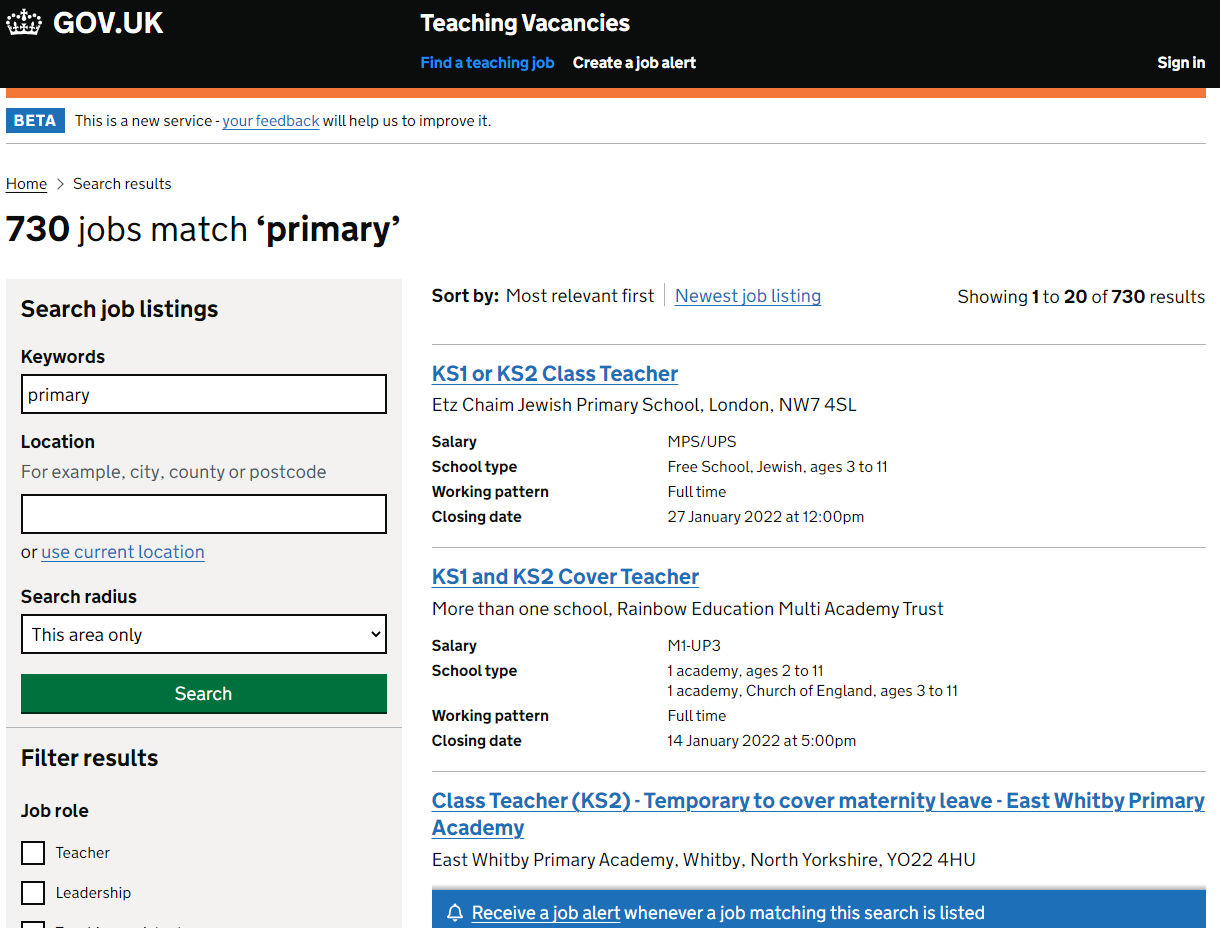 GOV.UK
Teaching Vacancies
Find a teaching job Create a job alert Sign in
BETA This is a new service - your feedback will help us to improve it.
Home > Search results
730 jobs match ‘primary’
Search job listings
Keywords
primary
Location
For example, city, county or postcode
or use current location
Search radius
This area only
Search
Filter results
Job role
Teacher
Leadership
Sort by: Most relevant first Newest job listing Showing 1 to 20 of 730 results
KS1 or KS2 Class Teacher
Etz Chaim Jewish Primary School, London, NW7 4SL
Salary MPS/UPS
School type Free School, Jewish, ages 3 to 11
Working pattern Full time
Closing date 27 January 2022 at 12:00pm
KS1 and KS2 Cover Teacher
More than one school, Rainbow Education Multi Academy Trust
Salary M1-UP3
School type 1 academy, ages 2 to 11
1 academy, Church of England, ages 3 to 11
Working pattern Full time
Closing date 14 January 2022 at 5:00pm
Class Teacher (KS2) - Temporary to cover maternity leave - East Whitby Primary
Academy
East Whitby Primary Academy, Whitby, North Yorkshire, YO22 4HU
Receive a job alert whenever a job matching this search is listed